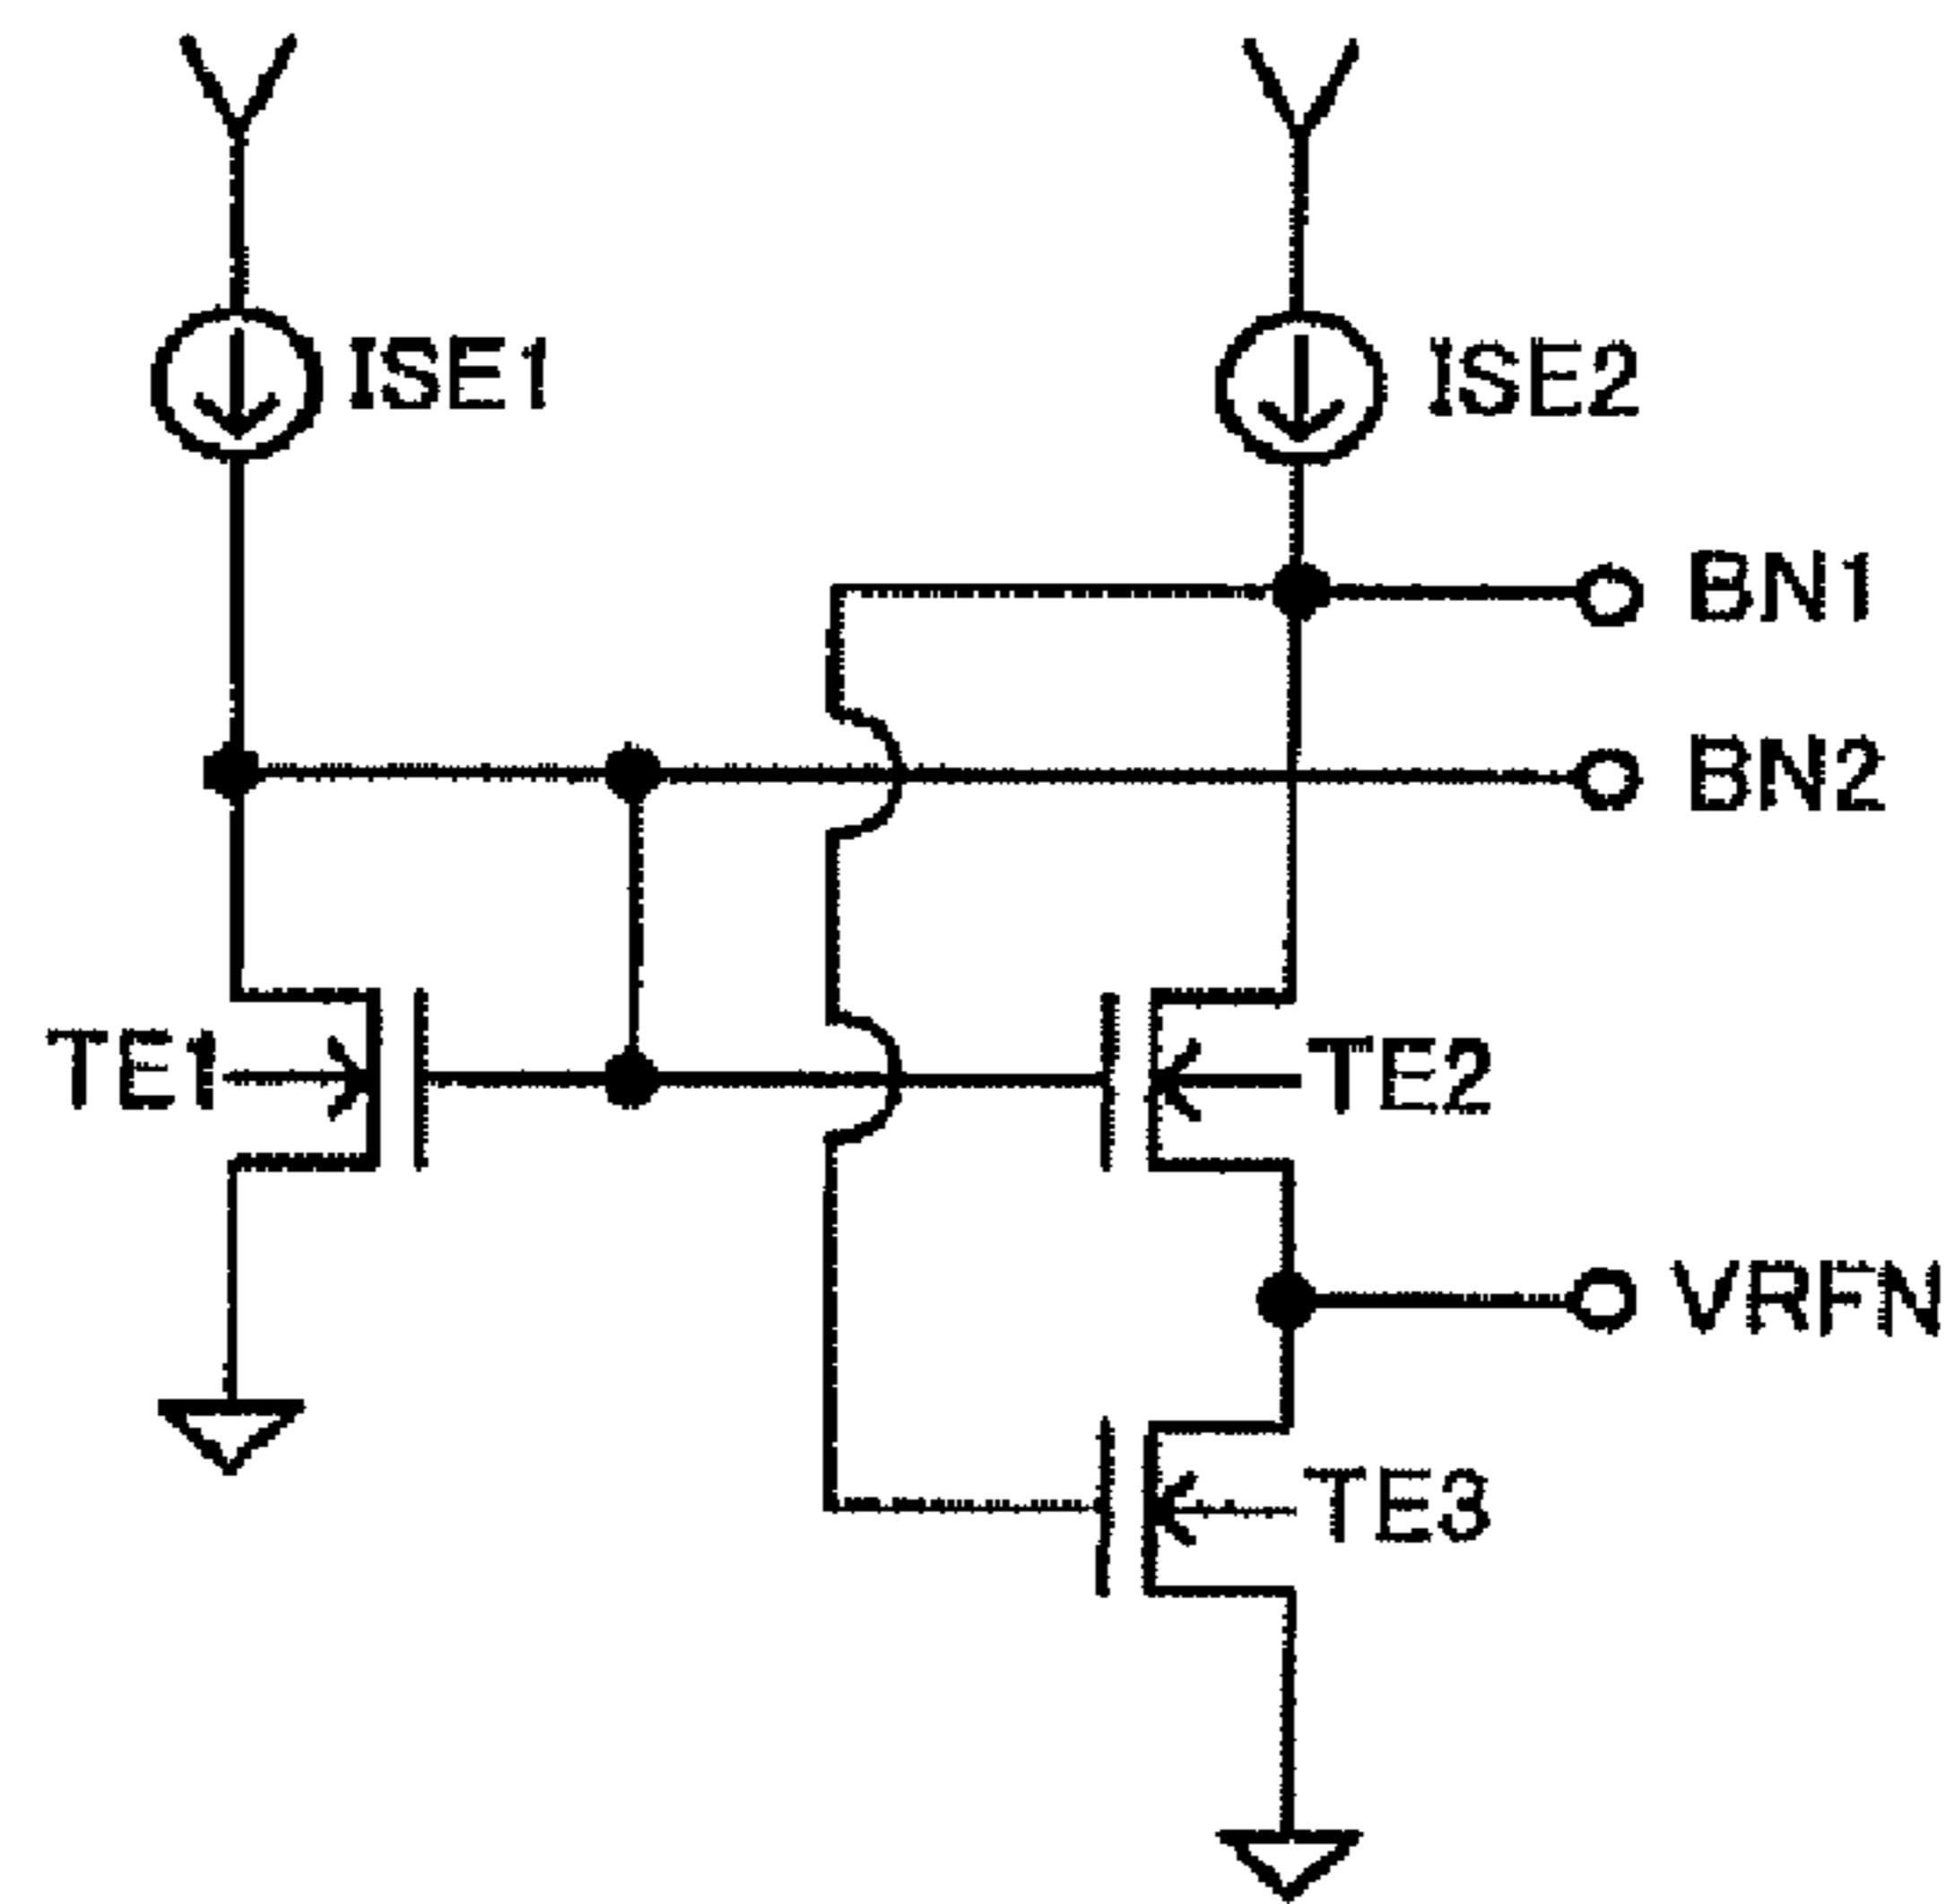 ISE1
ISE2
BN1
BN2
TE1
TE2
VRFN
TE3